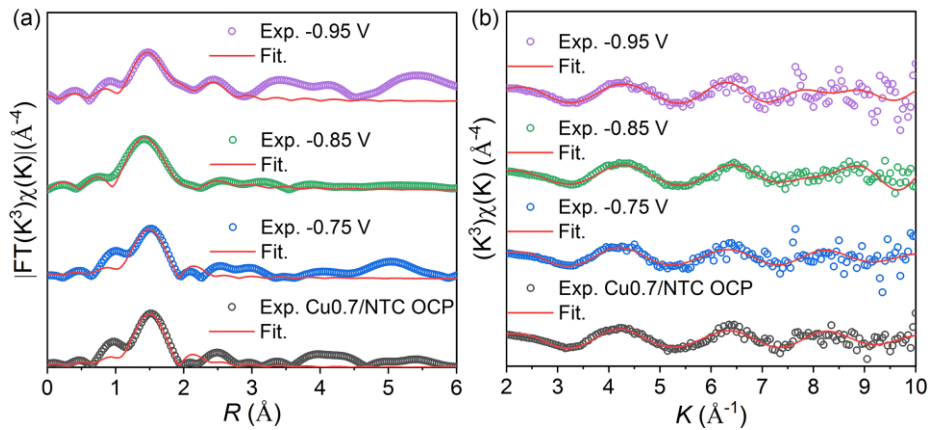 (a)
Exp. -0.95 V
Fit.
Exp. -0.85 V
Fit.
Exp. -0.75 V
Fit.
Exp. Cu0.7/NTC OCP
Fit.
|FT(K³)χ(K)|(Å-4)
0 1 2 3 4 5 6
R (Å)
(b)
Exp. -0.95 V
Fit.
Exp. -0.85 V
Fit.
Exp. -0.75 V
Fit.
Exp. Cu0.7/NTC OCP
Fit.
(K³)χ(K) (Å-4)
2 3 4 5 6 7 8 9 10
K (Å-1)